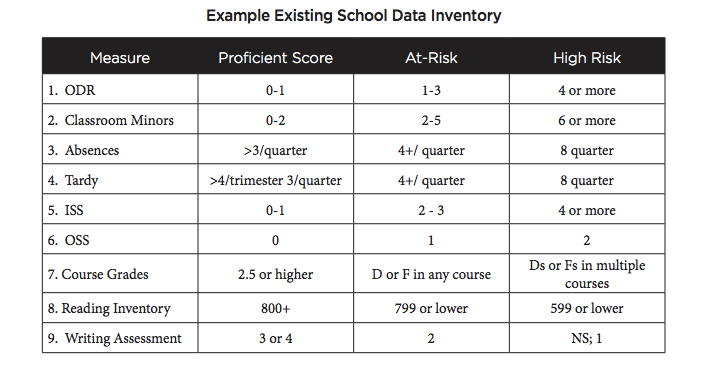 Example Existing School Data Inventory
Measure Proficient Score At-Risk High Risk
1. ODR 0-1 1-3 4 or more
2. Classroom Minors 0-2 2-5 6 or more
3. Absences >3/quarter 4+/ quarter 8 quarter
4. Tardy >4/trimester 3/quarter 4+/ quarter 8 quarter
5. ISS 0-1 2 - 3 4 or more
6. OSS 0 1 2
7. Course Grades 2.5 or higher D or F in any course Ds or Fs in multiple
courses
8. Reading Inventory 800+ 799 or lower 599 or lower
9. Writing Assessment 3 or 4 2 NS; 1